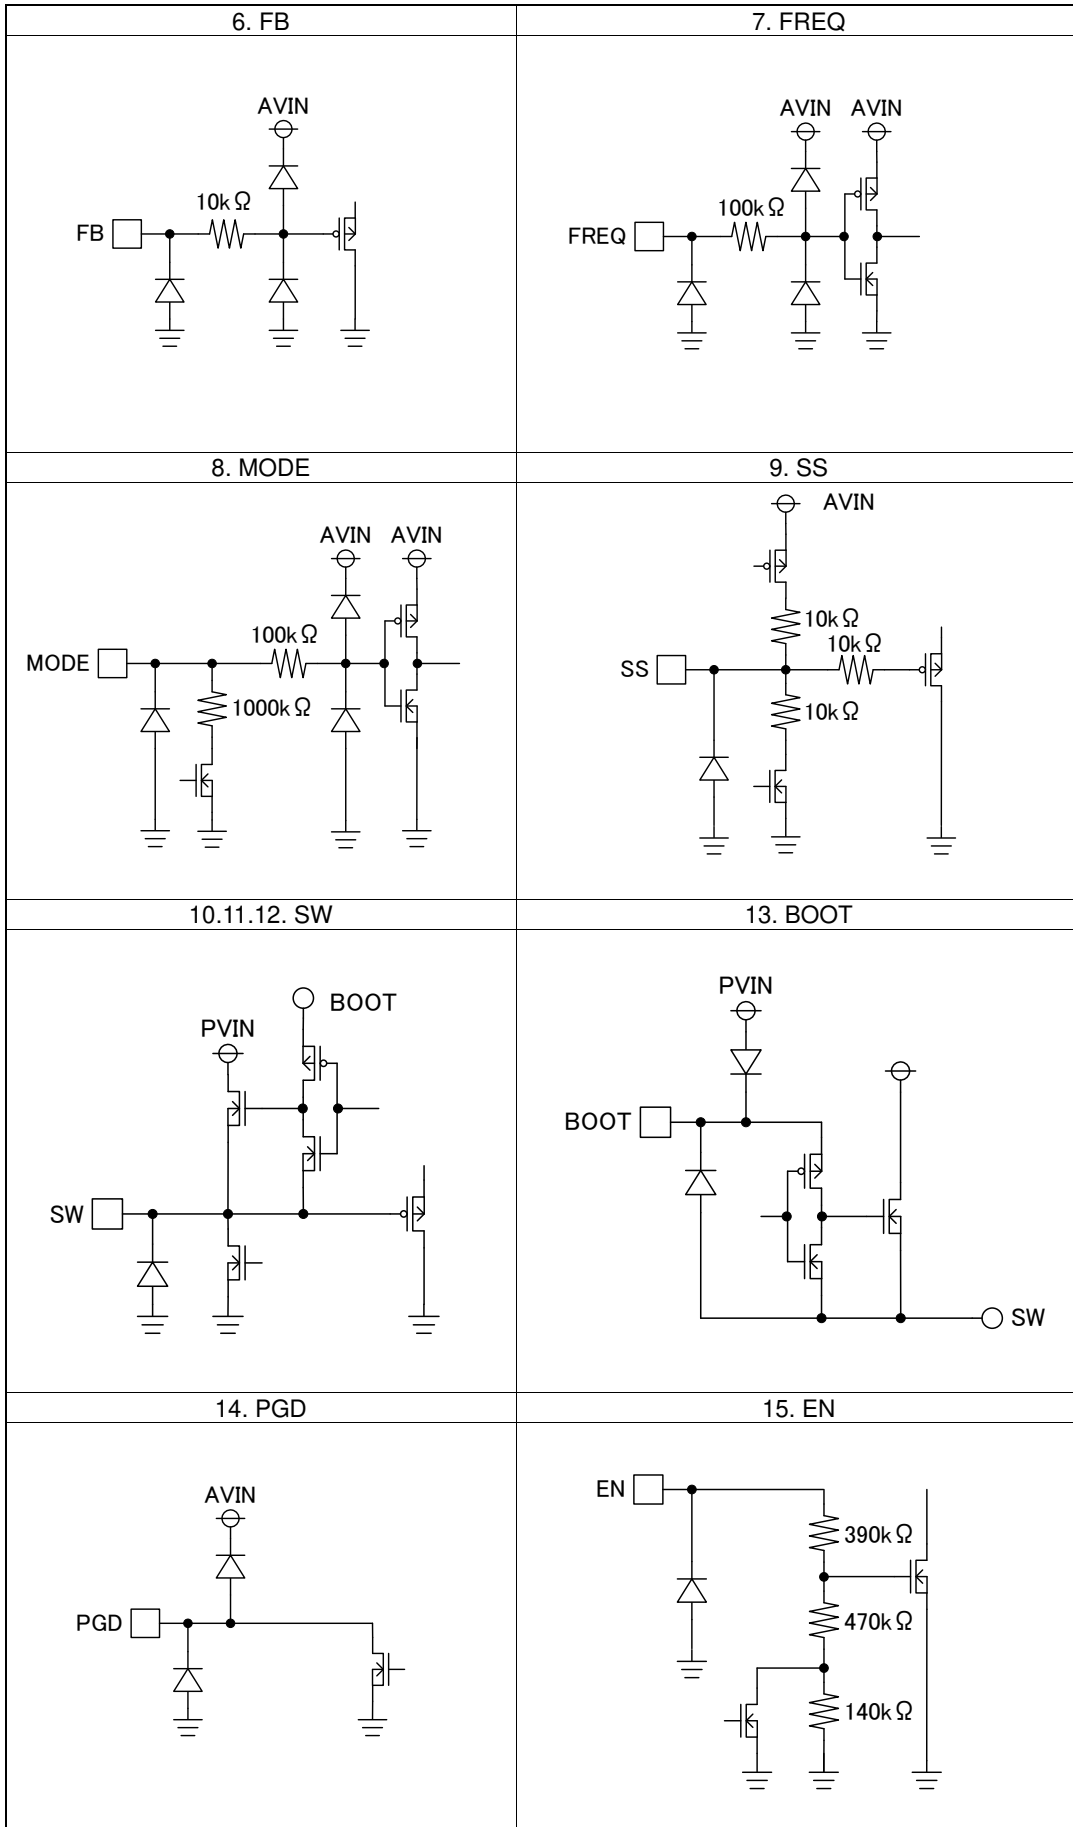 6. FB
7. FREQ
AVIN
10kΩ
FB
AVIN AVIN
100kΩ
FREQ
8. MODE
9. SS
AVIN AVIN
100kΩ
MODE
1000kΩ
AVIN
10kΩ
10kΩ
SS
10kΩ
10.11.12. SW
13. BOOT
BOOT
PVIN
SW
PVIN
BOOT
SW
14. PGD
15. EN
AVIN
PGD
EN
390kΩ
470kΩ
140kΩ